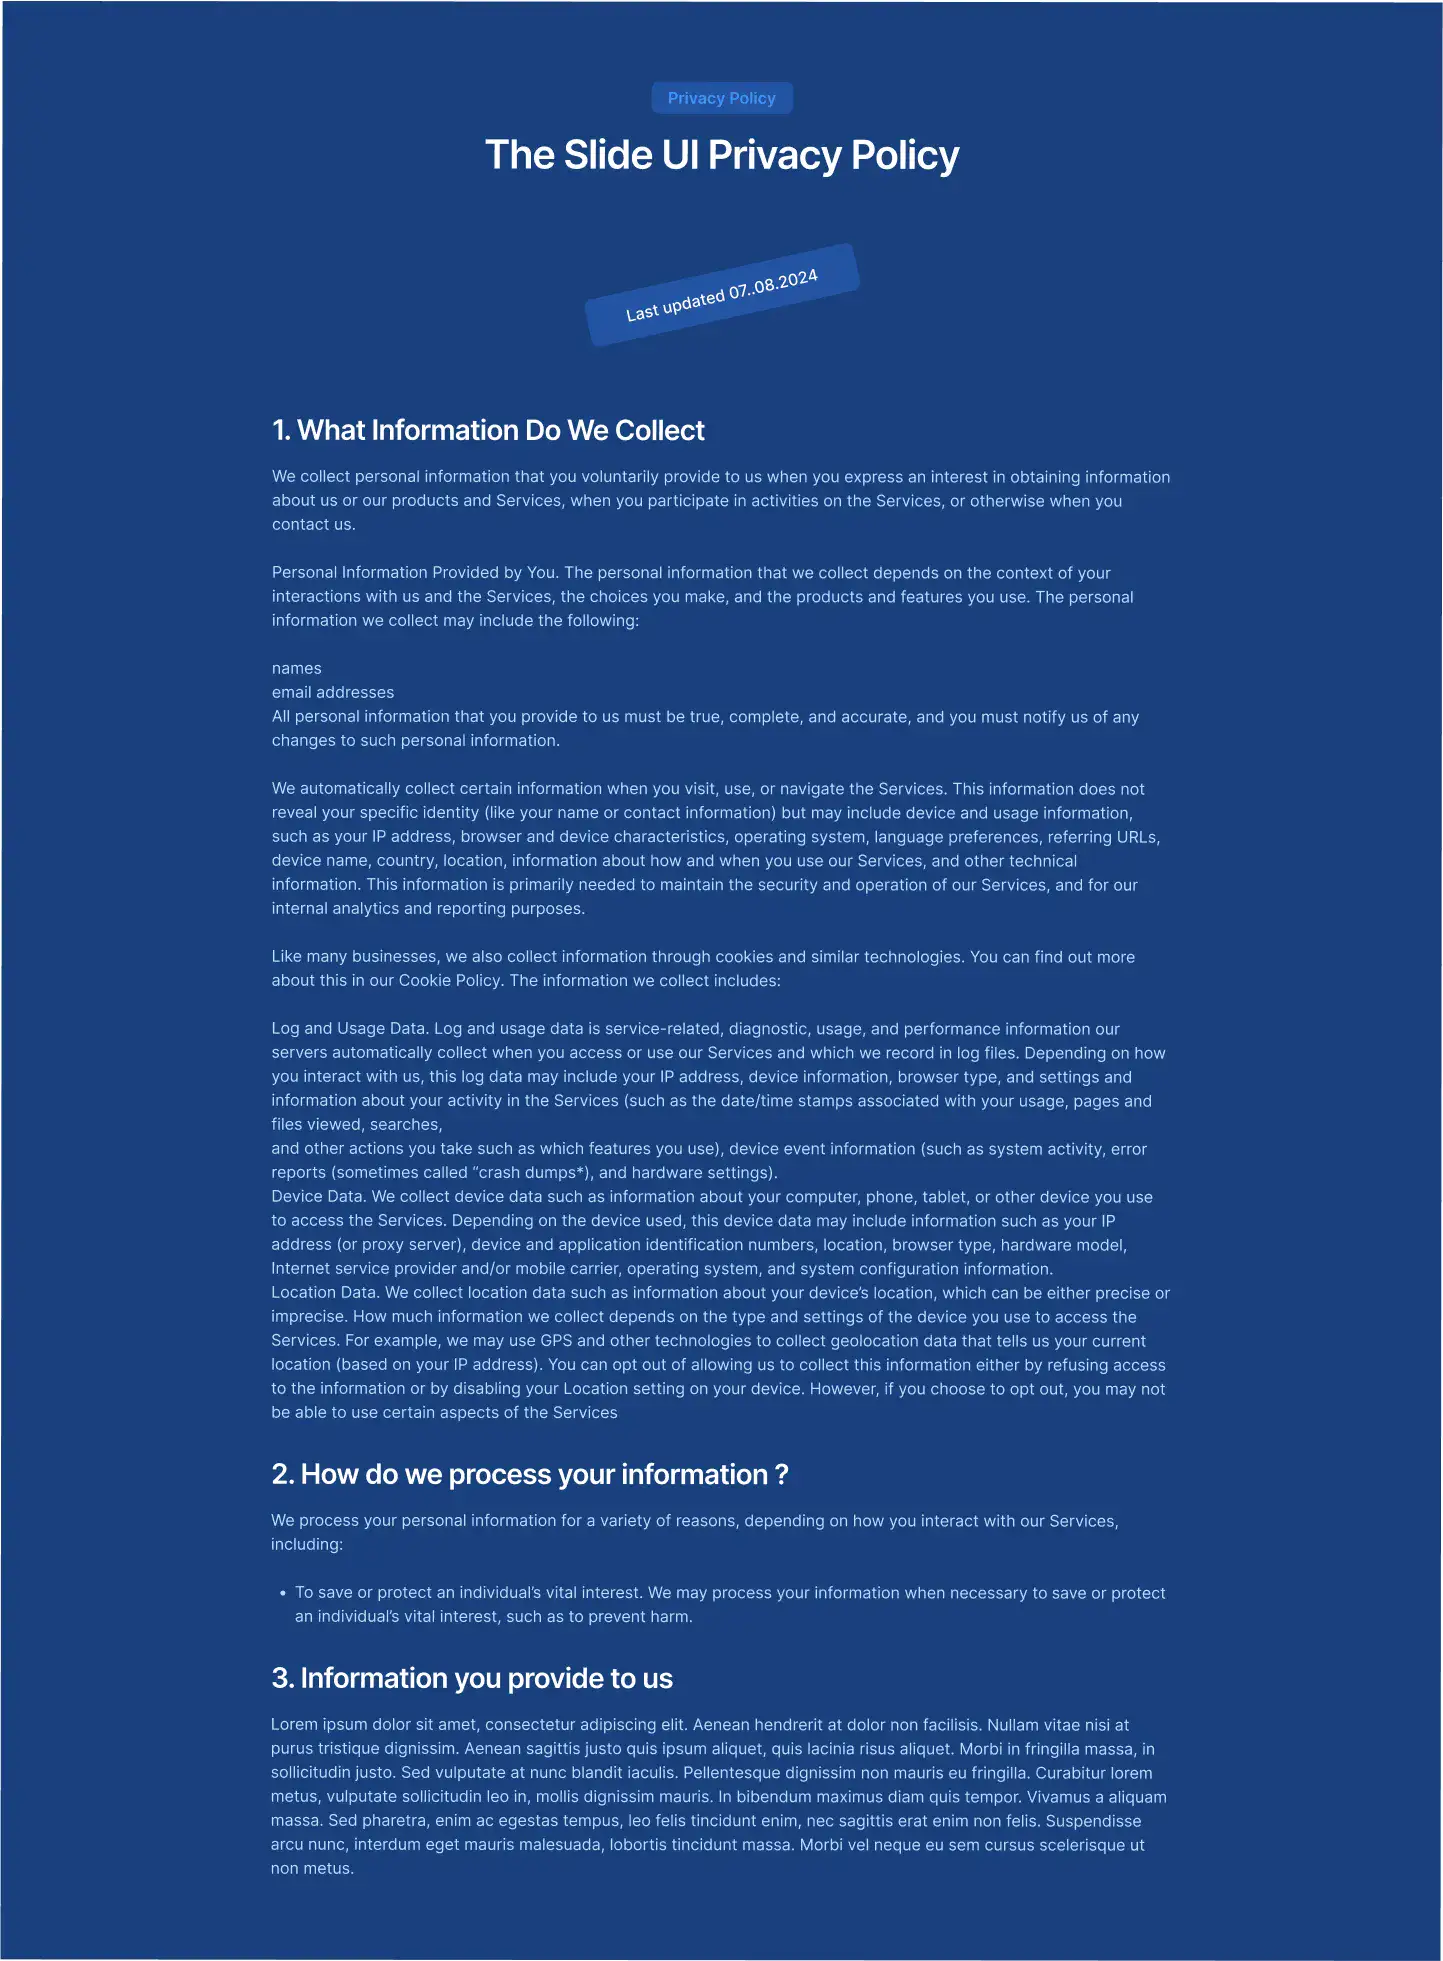 Privacy Policy
The Slide UI Privacy Policy
Last updated 07..08.2024
1. What Information Do We Collect
We collect personal information that you voluntarily provide to us when you express an interest in obtaining information
about us or our products and Services, when you participate in activities on the Services, or otherwise when you
contact us.
Personal Information Provided by You. The personal information that we collect depends on the context of your
interactions with us and the Services, the choices you make, and the products and features you use. The personal
information we collect may include the following:
names
email addresses
All personal information that you provide to us must be true, complete, and accurate, and you must notify us of any
changes to such personal information.
We automatically collect certain information when you visit, use, or navigate the Services. This information does not
reveal your specific identity (like your name or contact information) but may include device and usage information,
such as your IP address, browser and device characteristics, operating system, language preferences, referring URLs,
device name, country, location, information about how and when you use our Services, and other technical
information. This information is primarily needed to maintain the security and operation of our Services, and for our
internal analytics and reporting purposes.
Like many businesses, we also collect information through cookies and similar technologies. You can find out more
about this in our Cookie Policy. The information we collect includes:
Log and Usage Data. Log and usage data is service-related, diagnostic, usage, and performance information our
servers automatically collect when you access or use our Services and which we record in log files. Depending on how
you interact with us, this log data may include your IP address, device information, browser type, and settings and
information about your activity in the Services (such as the date/time stamps associated with your usage, pages and
files viewed, searches,
and other actions you take such as which features you use), device event information (such as system activity, error
reports (sometimes called “crash dumps*), and hardware settings).
Device Data. We collect device data such as information about your computer, phone, tablet, or other device you use
to access the Services. Depending on the device used, this device data may include information such as your IP
address (or proxy server), device and application identification numbers, location, browser type, hardware model,
Internet service provider and/or mobile carrier, operating system, and system configuration information.
Location Data. We collect location data such as information about your device’s location, which can be either precise or
imprecise. How much information we collect depends on the type and settings of the device you use to access the
Services. For example, we may use GPS and other technologies to collect geolocation data that tells us your current
location (based on your IP address). You can opt out of allowing us to collect this information either by refusing access
to the information or by disabling your Location setting on your device. However, if you choose to opt out, you may not
be able to use certain aspects of the Services
2. How do we process your information ?
We process your personal information for a variety of reasons, depending on how you interact with our Services,
including:
• To save or protect an individual’s vital interest. We may process your information when necessary to save or protect
an individual’s vital interest, such as to prevent harm.
3. Information you provide to us
Lorem ipsum dolor sit amet, consectetur adipiscing elit. Aenean hendrerit at dolor non facilisis. Nullam vitae nisi at
purus tristique dignissim. Aenean sagittis justo quis ipsum aliquet, quis lacinia risus aliquet. Morbi in fringilla massa, in
sollicitudin justo. Sed vulputate at nunc blandit iaculis. Pellentesque dignissim non mauris eu fringilla. Curabitur lorem
metus, vulputate sollicitudin leo in, mollis dignissim mauris. In bibendum maximus diam quis tempor. Vivamus a aliquam
massa. Sed pharetra, enim ac egestas tempus, leo felis tincidunt enim, nec sagittis erat enim non felis. Suspendisse
arcu nunc, interdum eget mauris malesuada, lobortis tincidunt massa. Morbi vel neque eu sem cursus scelerisque ut
non metus.